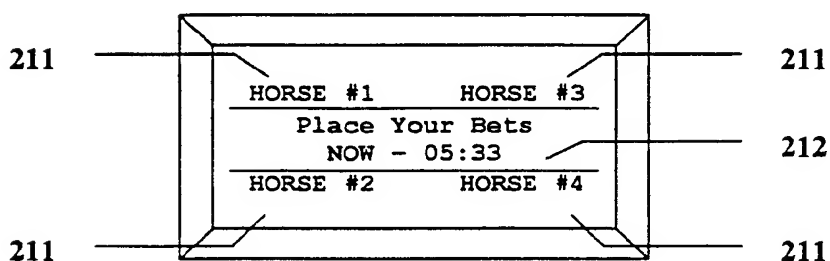 211 211
HORSE #1 HORSE #3
Place Your Bets
NOW - 05:33
212
HORSE #2 HORSE #4
211 211